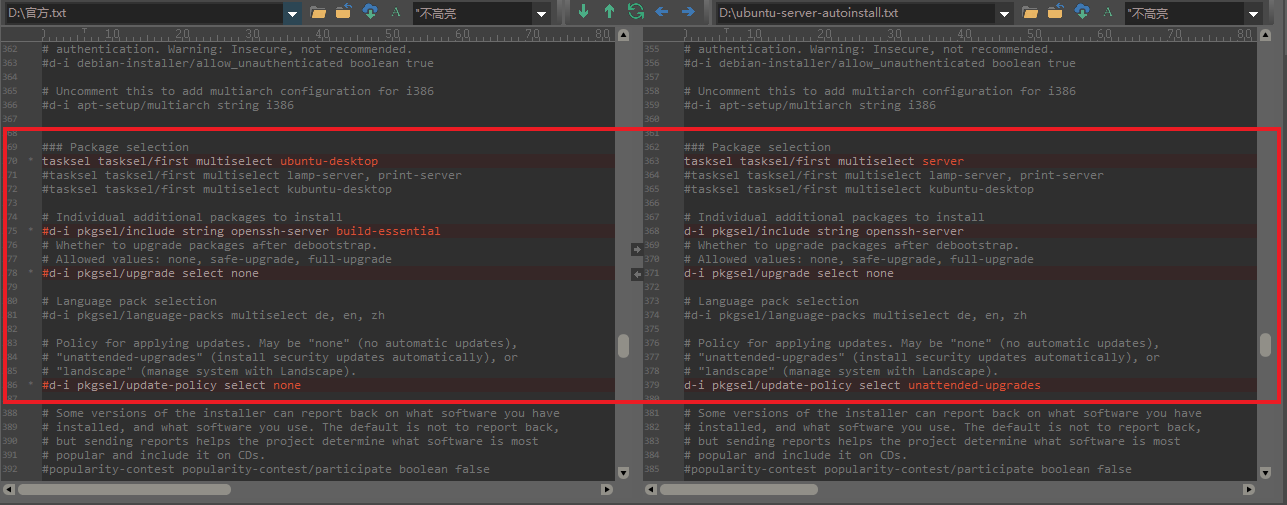 D:\官方.txt
A
"不高亮
D:\ubuntu-server-autoinstall.txt
A
"不高亮
362 # authentication. Warning: Insecure, not recommended.
363 #d-i debian-installer/allow_unauthenticated boolean true
364
365 # Uncomment this to add multiarch configuration for i386
366 #d-i apt-setup/multiarch string i386
367
368
369 ### Package selection
370 * tasksel tasksel/first multiselect ubuntu-desktop
371 #tasksel tasksel/first multiselect lamp-server, print-server
372 #tasksel tasksel/first multiselect kubuntu-desktop
373
374 # Individual additional packages to install
375 * #d-i pkgsel/include string openssh-server build-essential
376 # Whether to upgrade packages after debootstrap.
377 # Allowed values: none, safe-upgrade, full-upgrade
378 * #d-i pkgsel/upgrade select none
379
380 # Language pack selection
381 #d-i pkgsel/language-packs multiselect de, en, zh
382
383 # Policy for applying updates. May be "none" (no automatic updates),
384 # "unattended-upgrades" (install security updates automatically), or
385 # "landscape" (manage system with Landscape).
386 * #d-i pkgsel/update-policy select none
387
388 # Some versions of the installer can report back on what software you have
389 # installed, and what software you use. The default is not to report back,
390 # but sending reports helps the project determine what software is most
391 # popular and include it on CDs.
392 #popularity-contest popularity-contest/participate boolean false
355 # authentication. Warning: Insecure, not recommended.
356 #d-i debian-installer/allow_unauthenticated boolean true
357
358 # Uncomment this to add multiarch configuration for i386
359 #d-i apt-setup/multiarch string i386
360
361
362 ### Package selection
363 tasksel tasksel/first multiselect server
364 #tasksel tasksel/first multiselect lamp-server, print-server
365 #tasksel tasksel/first multiselect kubuntu-desktop
366
367 # Individual additional packages to install
368 d-i pkgsel/include string openssh-server
369 # Whether to upgrade packages after debootstrap.
370 # Allowed values: none, safe-upgrade, full-upgrade
371 d-i pkgsel/upgrade select none
372
373 # Language pack selection
374 #d-i pkgsel/language-packs multiselect de, en, zh
375
376 # Policy for applying updates. May be "none" (no automatic updates),
377 # "unattended-upgrades" (install security updates automatically), or
378 # "landscape" (manage system with Landscape).
379 d-i pkgsel/update-policy select unattended-upgrades
380
381 # Some versions of the installer can report back on what software you have
382 # installed, and what software you use. The default is not to report back,
383 # but sending reports helps the project determine what software is most
384 # popular and include it on CDs.
385 #popularity-contest popularity-contest/participate boolean false